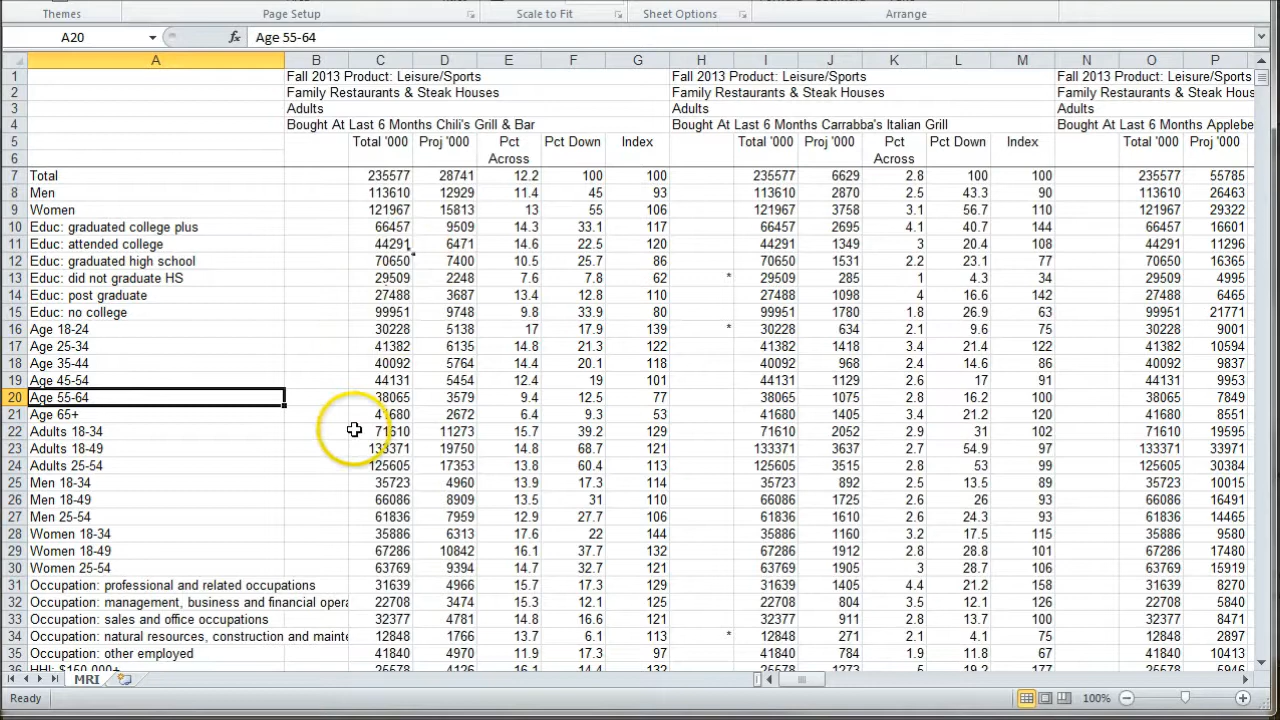 Themes Page Setup Scale to Fit Sheet Options Arrange
A20 fx Age 55-64
A B C D E F G H I J K L M N O P
1 Fall 2013 Product: Leisure/Sports Fall 2013 Product: Leisure/Sports Fall 2013 Product: Leisure/Sports
2 Family Restaurants & Steak Houses Family Restaurants & Steak Houses Family Restaurants & Steak
3 Adults Adults Adults
4 Bought At Last 6 Months Chili's Grill & Bar Bought At Last 6 Months Carrabba's Italian Grill Bought At Last 6 Months Applebe
5 Total '000 Proj '000 Pct Pct Down Index Total '000 Proj '000 Pct Pct Down Index Total '000 Proj '000
6 Across Across
7 Total 235577 28741 12.2 100 100 235577 6629 2.8 100 100 235577 55785
8 Men 113610 12929 11.4 45 93 113610 2870 2.5 43.3 90 113610 26463
9 Women 121967 15813 13 55 106 121967 3758 3.1 56.7 110 121967 29322
10 Educ: graduated college plus 66457 9509 14.3 33.1 117 66457 2695 4.1 40.7 144 66457 16601
11 Educ: attended college 44291 6471 14.6 22.5 120 44291 1349 3 20.4 108 44291 11296
12 Educ: graduated high school 70650 7400 10.5 25.7 86 70650 1531 2.2 23.1 77 70650 16365
13 Educ: did not graduate HS 29509 2248 7.6 7.8 62 * 29509 285 1 4.3 34 29509 4995
14 Educ: post graduate 27488 3687 13.4 12.8 110 27488 1098 4 16.6 142 27488 6465
15 Educ: no college 99951 9748 9.8 33.9 80 99951 1780 1.8 26.9 63 99951 21771
16 Age 18-24 30228 5138 17 17.9 139 * 30228 634 2.1 9.6 75 30228 9001
17 Age 25-34 41382 6136 14.8 21.3 122 41382 1418 3.4 21.4 122 41382 10594
18 Age 35-44 40092 5764 14.4 20.1 118 40092 968 2.4 14.6 86 40092 9837
19 Age 45-54 44131 5454 12.4 19 101 44131 1129 2.6 17 91 44131 9953
20 Age 55-64 38065 3579 9.4 12.5 77 38065 1075 2.8 16.2 100 38065 7849
21 Age 65+ 41680 2672 6.4 9.3 53 41680 1405 3.4 21.2 120 41680 8551
22 Adults 18-34 71610 11273 15.7 39.2 129 71610 2052 2.9 31 102 71610 19595
23 Adults 18-49 133371 19750 14.8 68.7 121 133371 3637 2.7 54.9 97 133371 33971
24 Adults 25-54 125605 17353 13.8 60.4 113 125605 3515 2.8 53 99 125605 30384
25 Men 18-34 35723 4960 13.9 17.3 114 35723 892 2.5 13.5 89 35723 10015
26 Men 18-49 66086 8909 13.5 31 110 66086 1725 2.6 26 93 66086 16491
27 Men 25-54 61836 7959 12.9 27.7 106 61836 1610 2.6 24.3 93 61836 14465
28 Women 18-34 35886 6313 17.6 22 144 35886 1160 3.2 17.5 115 35886 9580
29 Women 18-49 67286 10842 16.1 37.7 132 67286 1912 2.8 28.8 101 67286 17480
30 Women 25-54 63769 9394 14.7 32.7 121 63769 1905 3 28.7 106 63769 15919
31 Occupation: professional and related occupations 31639 4966 15.7 17.3 129 31639 1405 4.4 21.2 158 31639 8270
32 Occupation: management, business and financial opera 22708 3474 15.3 12.1 125 22708 804 3.5 12.1 126 22708 5840
33 Occupation: sales and office occupations 32377 4781 14.8 16.6 121 32377 911 2.8 13.7 100 32377 8471
34 Occupation: natural resources, construction and mainte 12848 1766 13.7 6.1 113 * 12848 271 2.1 4.1 75 12848 2897
35 Occupation: other employed 41840 4970 11.9 17.3 97 41840 784 1.9 11.8 67 41840 10413
36 HHI: $150,000+ 25578 4126 16.1 14.4 132 25578 1273 5 19.2 177 25578 5946
MRI
Ready 100%